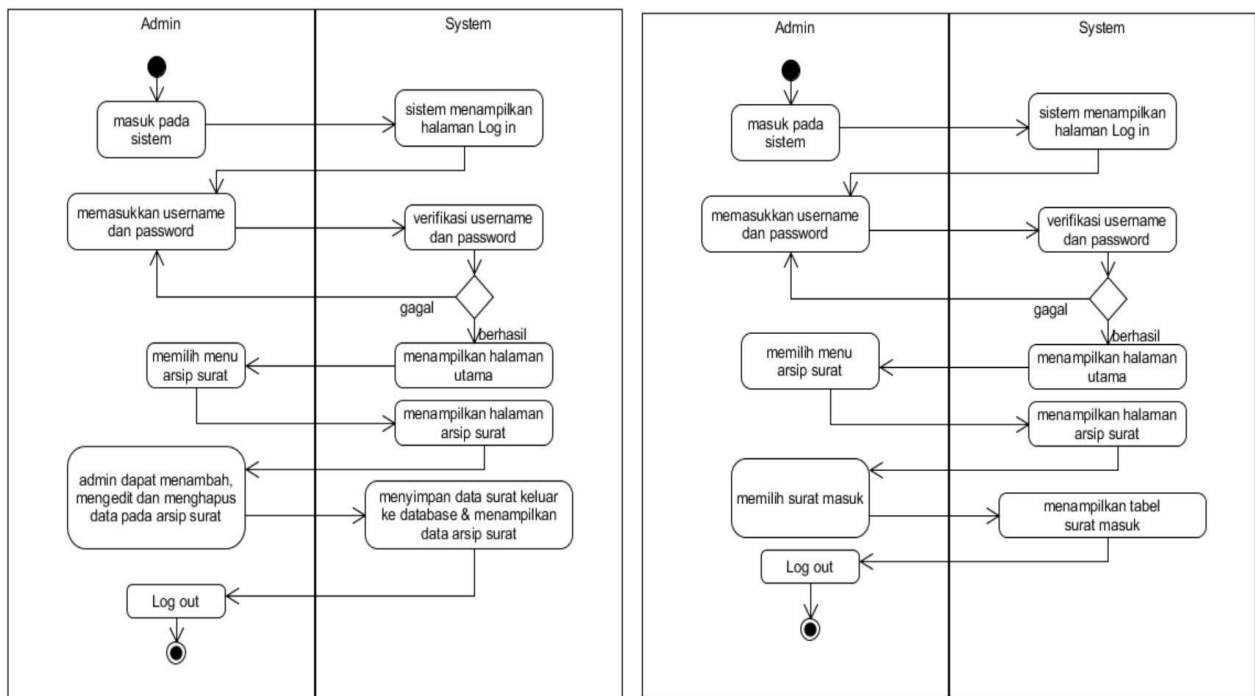 Admin
System
masuk pada
sistem
sistem menampilkan
halaman Log in
memasukkan username
dan password
verifikasi username
dan password
gagal
berhasil
menampilkan halaman
utama
memilih menu
arsip surat
menampilkan halaman
arsip surat
admin dapat menambah,
mengedit dan menghapus
data pada arsip surat
menyimpan data surat keluar
ke database & menampilkan
data arsip surat
Log out
Admin
System
masuk pada
sistem
sistem menampilkan
halaman Log in
memasukkan username
dan password
verifikasi username
dan password
gagal
berhasil
menampilkan halaman
utama
memilih menu
arsip surat
menampilkan halaman
arsip surat
memilih surat masuk
menampilkan tabel
surat masuk
Log out